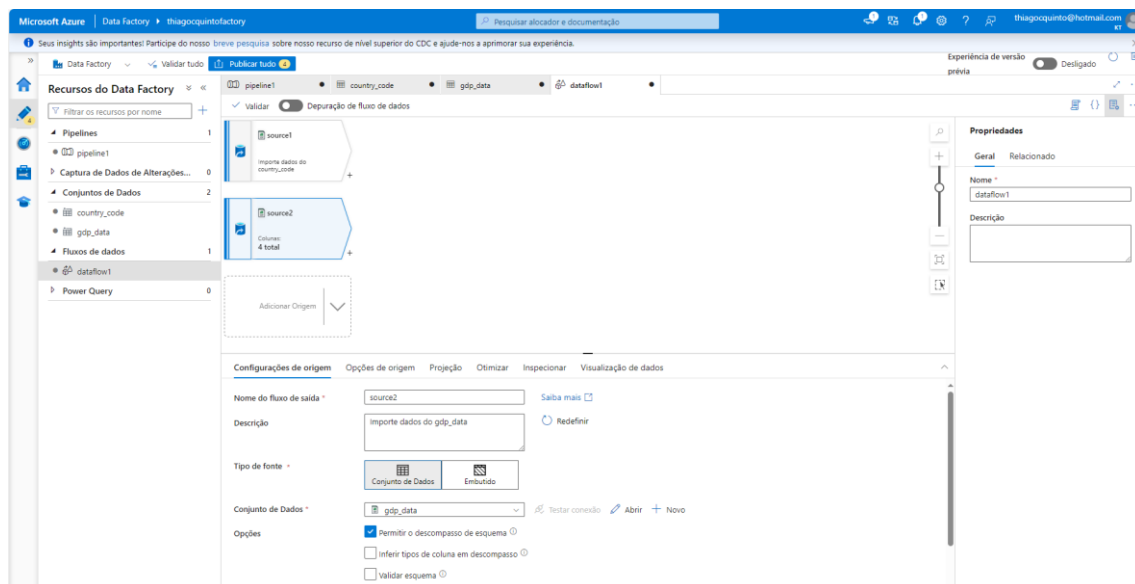 Microsoft Azure Data Factory thiagocquintofactory Pesquisar alocador e documentação thiagocquinto@hotmail.com
KT
Seus insights são importantes! Participe do nosso breve pesquisa sobre nosso recurso de nível superior do CDC e ajude-nos a aprimorar sua experiência.
Data Factory Validar tudo Publicar tudo 4 Experiência de versão prévia Desligado
Recursos do Data Factory
Filtrar os recursos por nome
Pipelines 1
pipeline1
Captura de Dados de Alterações... 0
Conjuntos de Dados 2
country_code
gdp_data
Fluxos de dados 1
dataflow1
Power Query 0
pipeline1 country_code gdp_data dataflow1
Validar Depuração de fluxo de dados
source1
Importe dados do
country_code
+
source2
Colunas:
4 total
+
Adicionar Origem
Configurações de origem Opções de origem Projeção Otimizar Inspecionar Visualização de dados
Nome do fluxo de saída * source2 Saiba mais
Descrição Importe dados do gdp_data Redefinir
Tipo de fonte *
Conjunto de Dados Embutido
Conjunto de Dados * gdp_data Testar conexão Abrir Novo
Opções Permitir o descompasso de esquema
Inferir tipos de coluna em descompasso
Validar esquema
Propriedades
Geral Relacionado
Nome *
dataflow1
Descrição